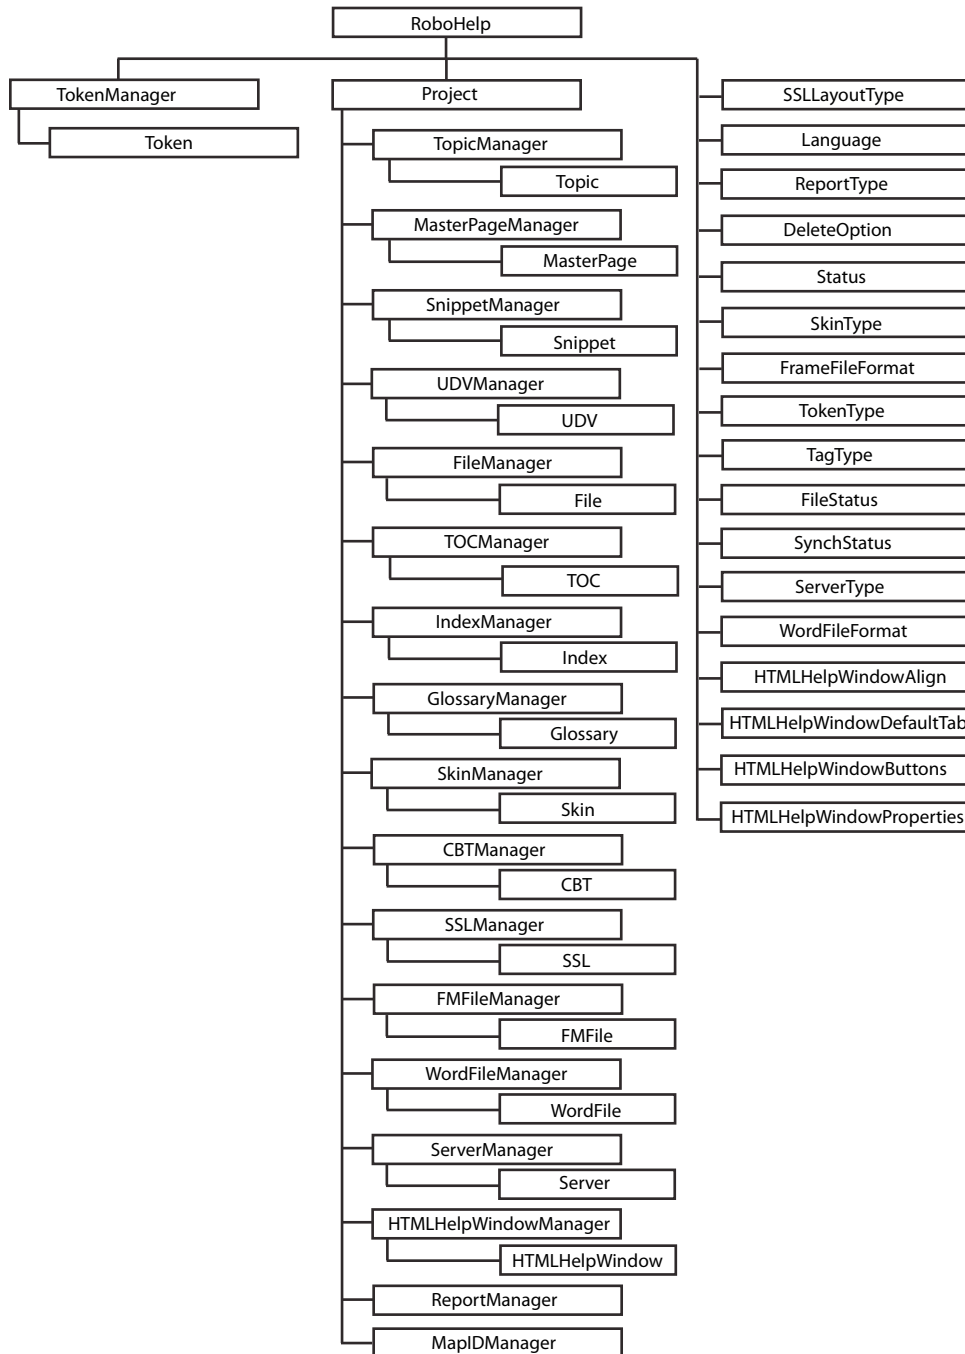 RoboHelp
TokenManager
Token
Project
TopicManager
Topic
MasterPageManager
MasterPage
SnippetManager
Snippet
UDVManager
UDV
FileManager
File
TOCManager
TOC
IndexManager
Index
GlossaryManager
Glossary
SkinManager
Skin
CBTManager
CBT
SSLManager
SSL
FMFileManager
FMFile
WordFileManager
WordFile
ServerManager
Server
HTMLHelpWindowManager
HTMLHelpWindow
ReportManager
MapIDManager
SSLLayoutType
Language
ReportType
DeleteOption
Status
SkinType
FrameFileFormat
TokenType
TagType
FileStatus
SynchStatus
ServerType
WordFileFormat
HTMLHelpWindowAlign
HTMLHelpWindowDefaultTab
HTMLHelpWindowButtons
HTMLHelpWindowProperties